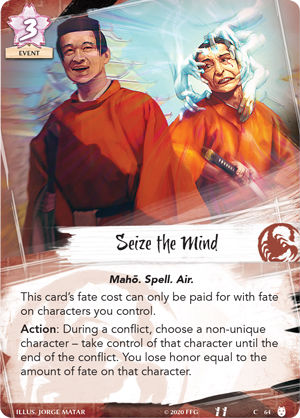 3
EVENT
Seize the Mind
Mahō. Spell. Air.
This card's fate cost can only be paid for with fate
on characters you control.
Action: During a conflict, choose a non-unique
character – take control of that character until the
end of the conflict. You lose honor equal to the
amount of fate on that character.
ILLUS. JORGE MATAR
©2020 FFG
C 64